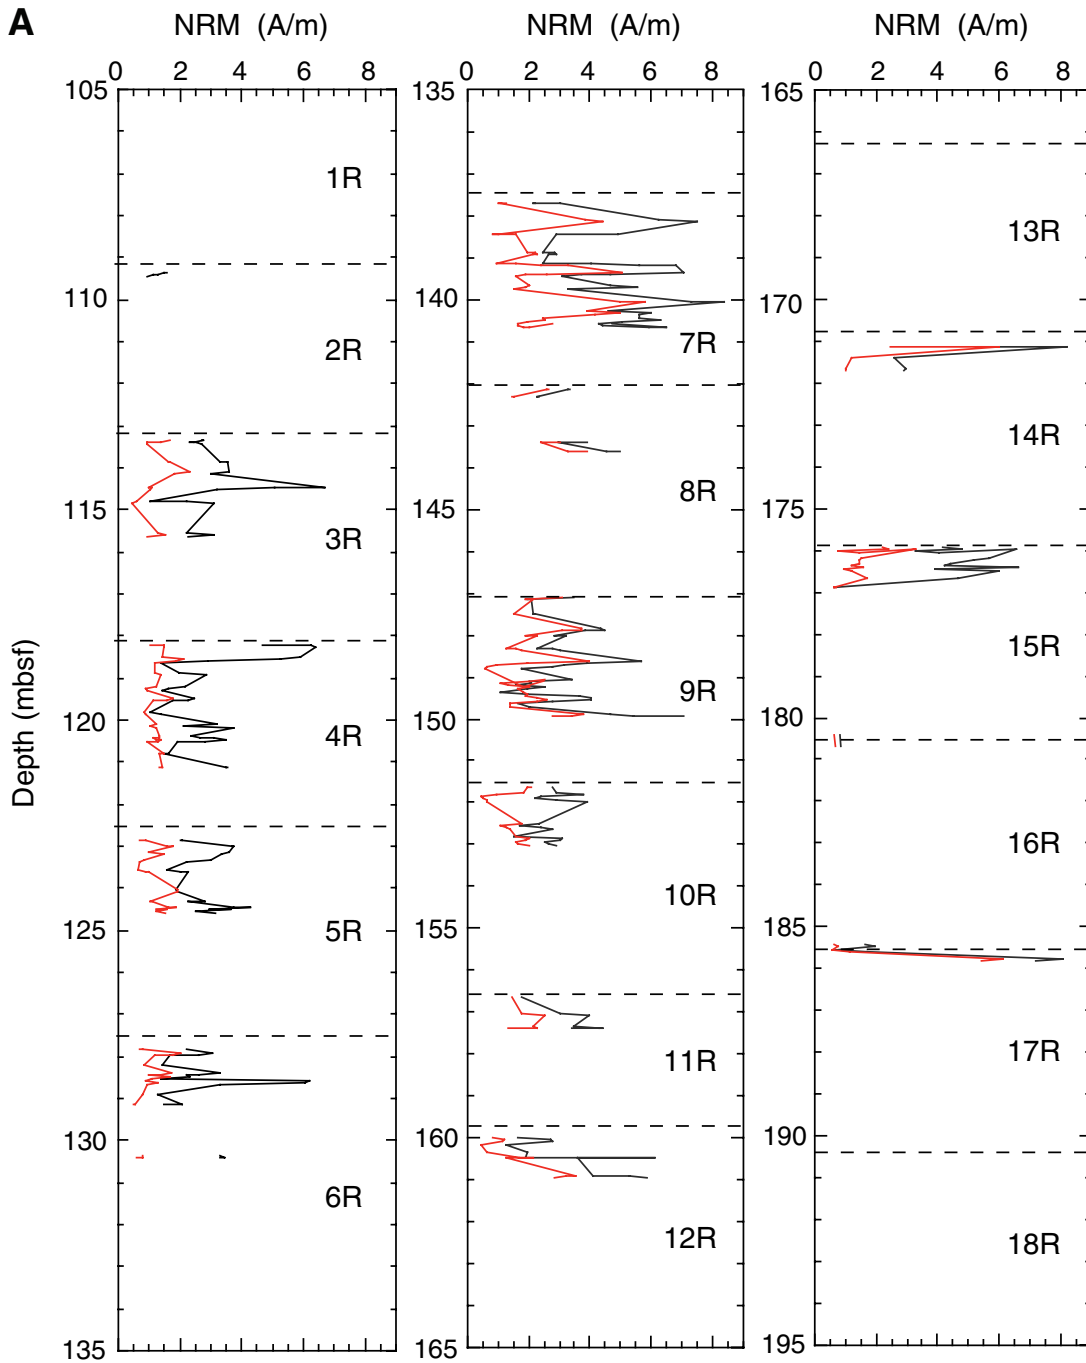 A
NRM (A/m)
NRM (A/m)
NRM (A/m)
0 2 4 6 8
0 2 4 6 8
0 2 4 6 8
Depth (mbsf)
105
110
115
120
125
130
135
1R
2R
3R
4R
5R
6R
135
140
145
150
155
160
165
7R
8R
9R
10R
11R
12R
165
170
175
180
185
190
195
13R
14R
15R
16R
17R
18R